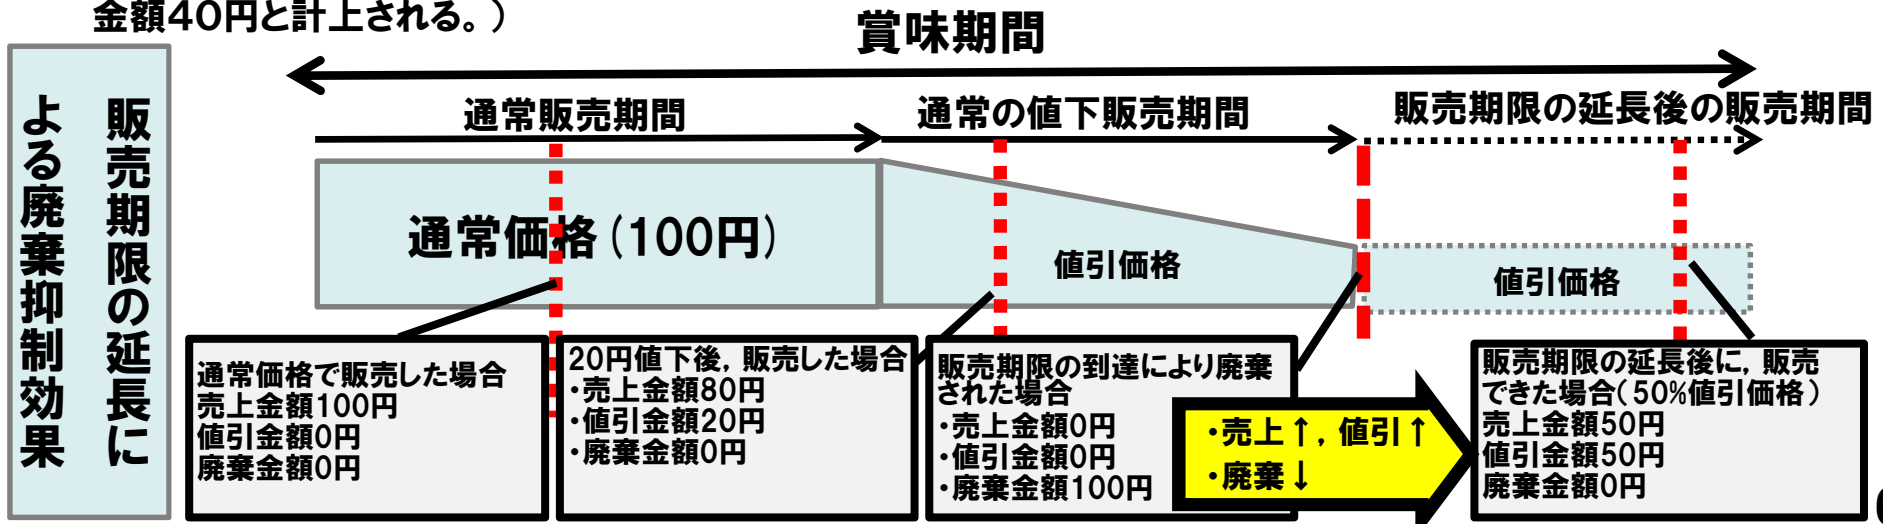 金額40円と計上される。)
賞味期間
販売期限の延長に
よる廃棄抑制効果
通常販売期間
通常の値下販売期間
販売期限の延長後の販売期間
通常価格(100円)
値引価格
値引価格
通常価格で販売した場合
売上金額100円
値引金額0円
廃棄金額0円
20円値下後,販売した場合
・売上金額80円
・値引金額20円
・廃棄金額0円
販売期限の到達により廃棄
された場合
・売上金額0円
・値引金額0円
・廃棄金額100円
・売上↑,値引↑
・廃棄↓
販売期限の延長後に,販売
できた場合(50%値引価格)
売上金額50円
値引金額50円
廃棄金額0円